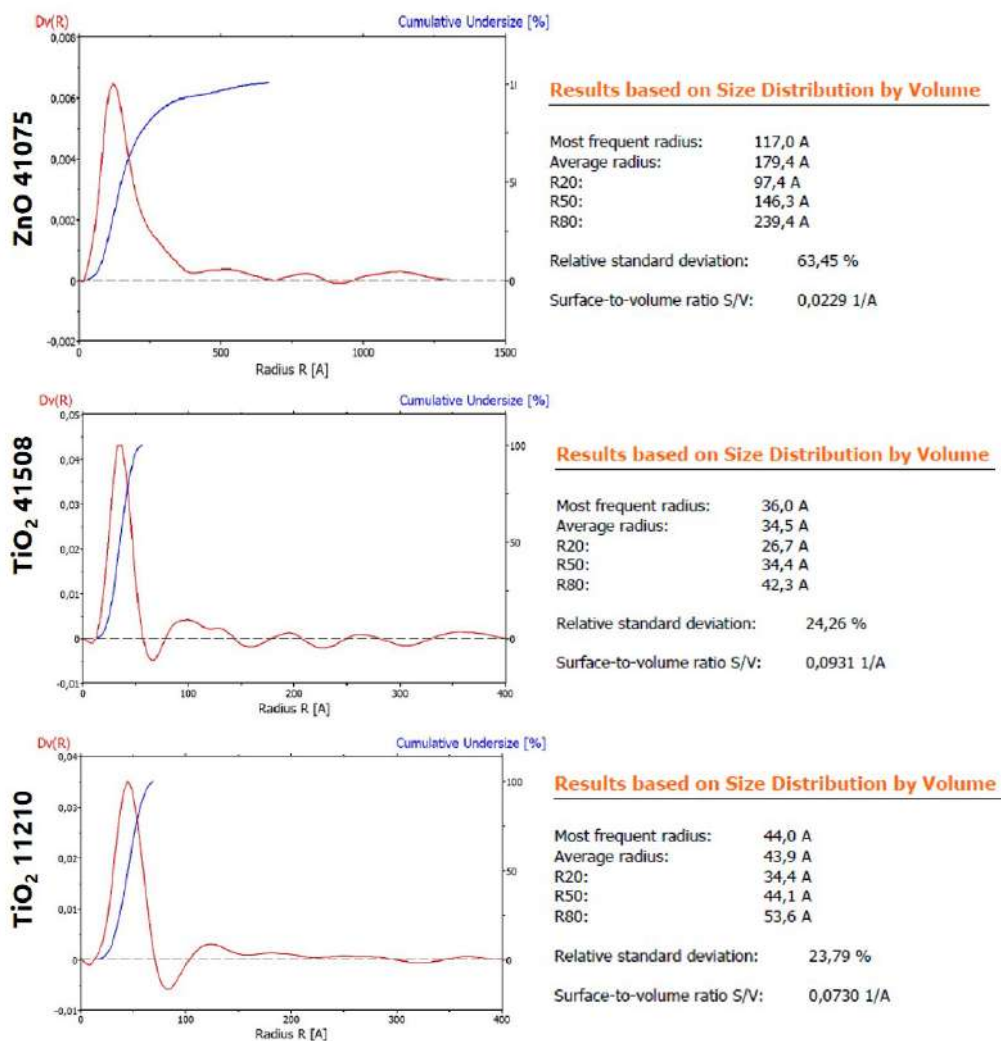 Dv(R) Cumulative Undersize [%]
0,008
0,006
0,004
0,002
0
-0,002
10
50
0
0 500 1000 1500
Radius R [A]
ZnO 41075
Results based on Size Distribution by Volume
Most frequent radius: 117,0 A
Average radius: 179,4 A
R20: 97,4 A
R50: 146,3 A
R80: 239,4 A
Relative standard deviation: 63,45 %
Surface-to-volume ratio S/V: 0,0229 1/A
Dv(R) Cumulative Undersize [%]
0,05
0,04
0,03
0,02
0,01
0
-0,01
100
50
0
0 100 200 300 400
Radius R [A]
TiO₂ 41508
Results based on Size Distribution by Volume
Most frequent radius: 36,0 A
Average radius: 34,5 A
R20: 26,7 A
R50: 34,4 A
R80: 42,3 A
Relative standard deviation: 24,26 %
Surface-to-volume ratio S/V: 0,0931 1/A
Dv(R) Cumulative Undersize [%]
0,04
0,03
0,02
0,01
0
-0,01
100
50
0
0 100 200 300 400
Radius R [A]
TiO₂ 11210
Results based on Size Distribution by Volume
Most frequent radius: 44,0 A
Average radius: 43,9 A
R20: 34,4 A
R50: 44,1 A
R80: 53,6 A
Relative standard deviation: 23,79 %
Surface-to-volume ratio S/V: 0,0730 1/A